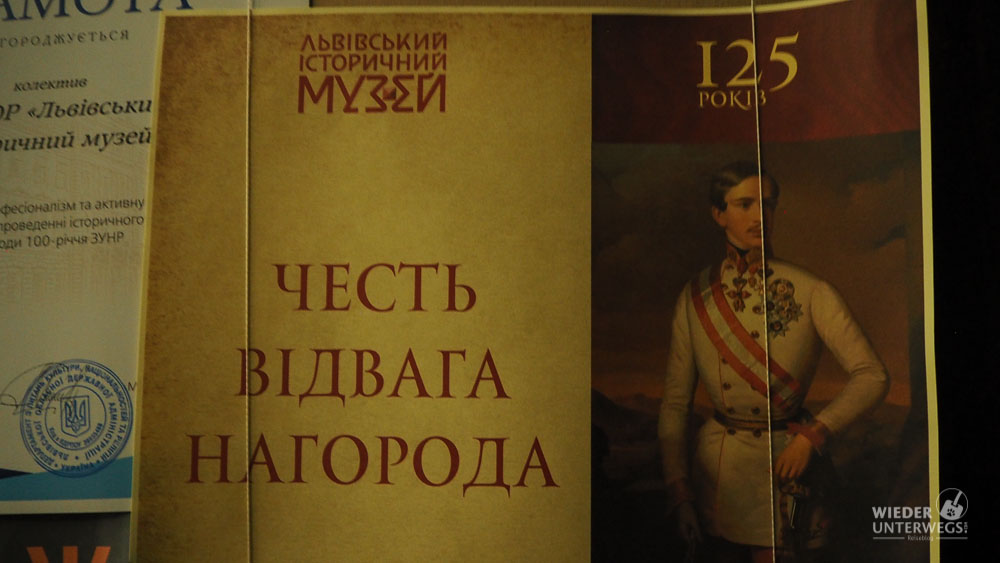 АМОТА
ГОРОДЖУЄТЬСЯ
колектив
ОР «Львівськи
ричний музей
фесіоналізм та активну
проведенні історичного
оди 100-річчя ЗУНР
ЛЬВІВСЬКИЙ
ІСТОРИЧНИЙ
МУЗЕЙ
125
РОКІВ
ЧЕСТЬ
ВІДВАГА
НАГОРОДА
Ж
WIEDER
UNTERWEGS
Reiseblog